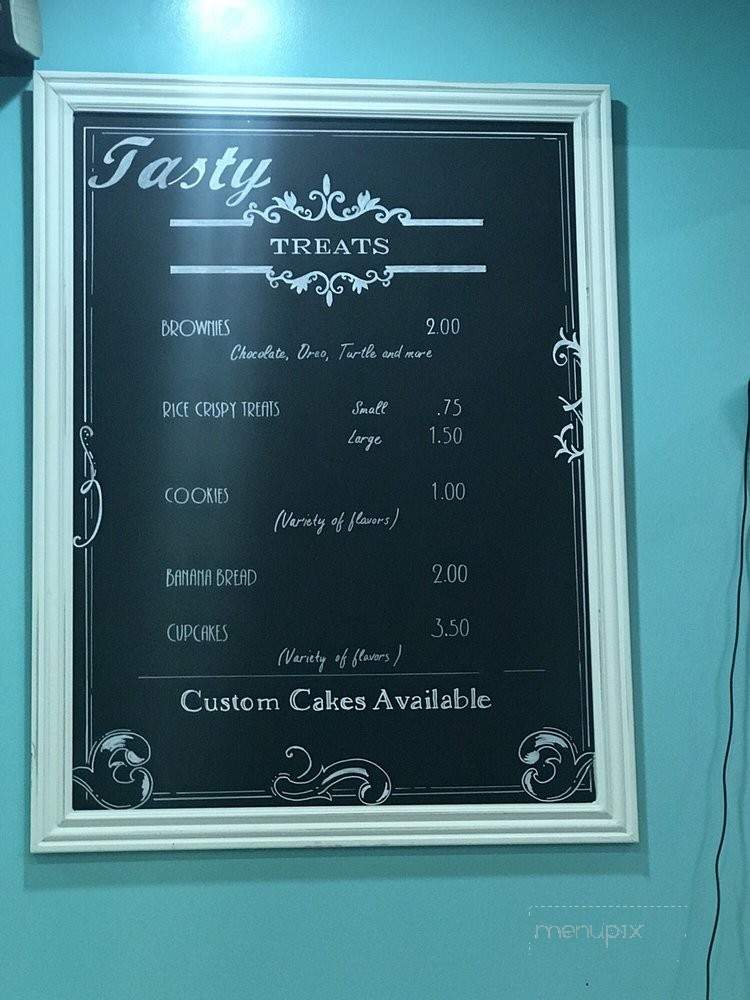 Tasty
TREATS
BROWNIES 2.00
Chocolate, Oreo, Turtle and more
RICE CRISPY TREATS Small .75
Large 1.50
COOKIES 1.00
(Variety of flavors)
BANANA BREAD 2.00
CUPCAKES 3.50
(Variety of flavors)
Custom Cakes Available
menupix